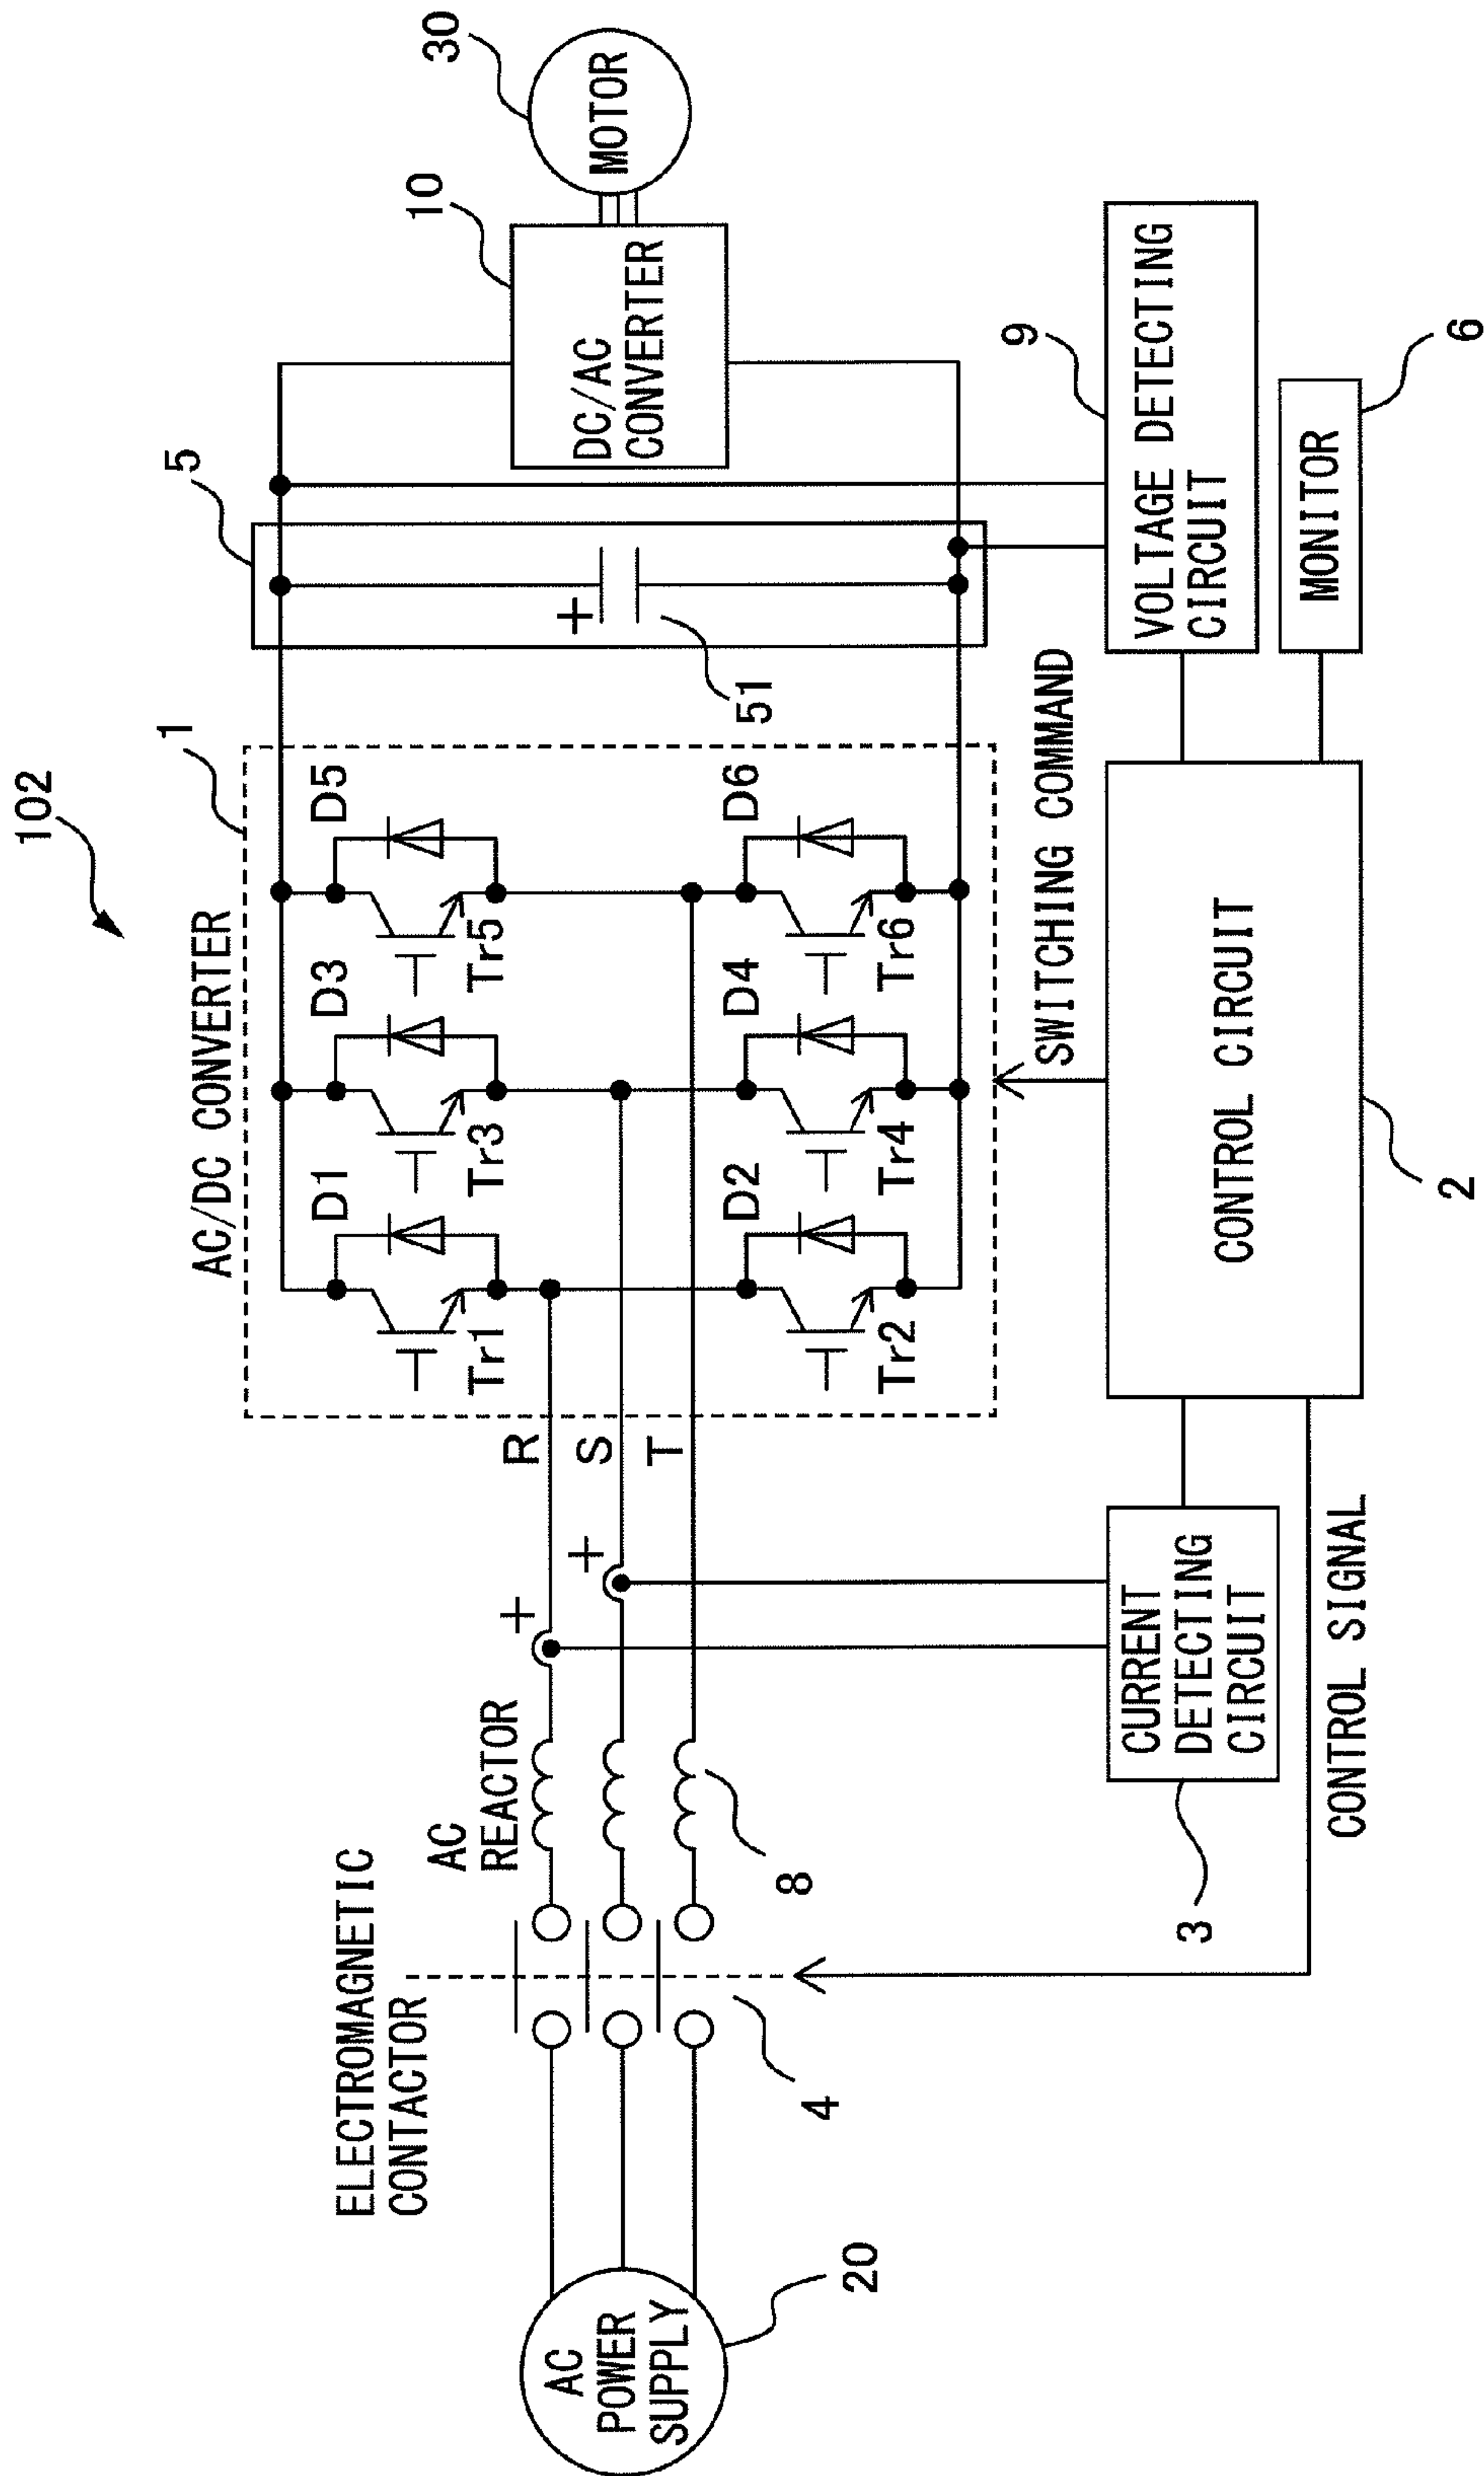 102
ELECTROMAGNETIC
CONTACTOR
AC
REACTOR
AC/DC CONVERTER
1
5
10
30
D1
D3
D5
Tr1
Tr3
Tr5
R
S
T
+
+
+
51
D2
D4
D6
Tr2
Tr4
Tr6
AC
POWER
SUPPLY
20
4
8
DC/AC
CONVERTER
MOTOR
SWITCHING COMMAND
9
CURRENT
DETECTING
CIRCUIT
3
CONTROL SIGNAL
CONTROL CIRCUIT
2
VOLTAGE DETECTING
CIRCUIT
MONITOR
6